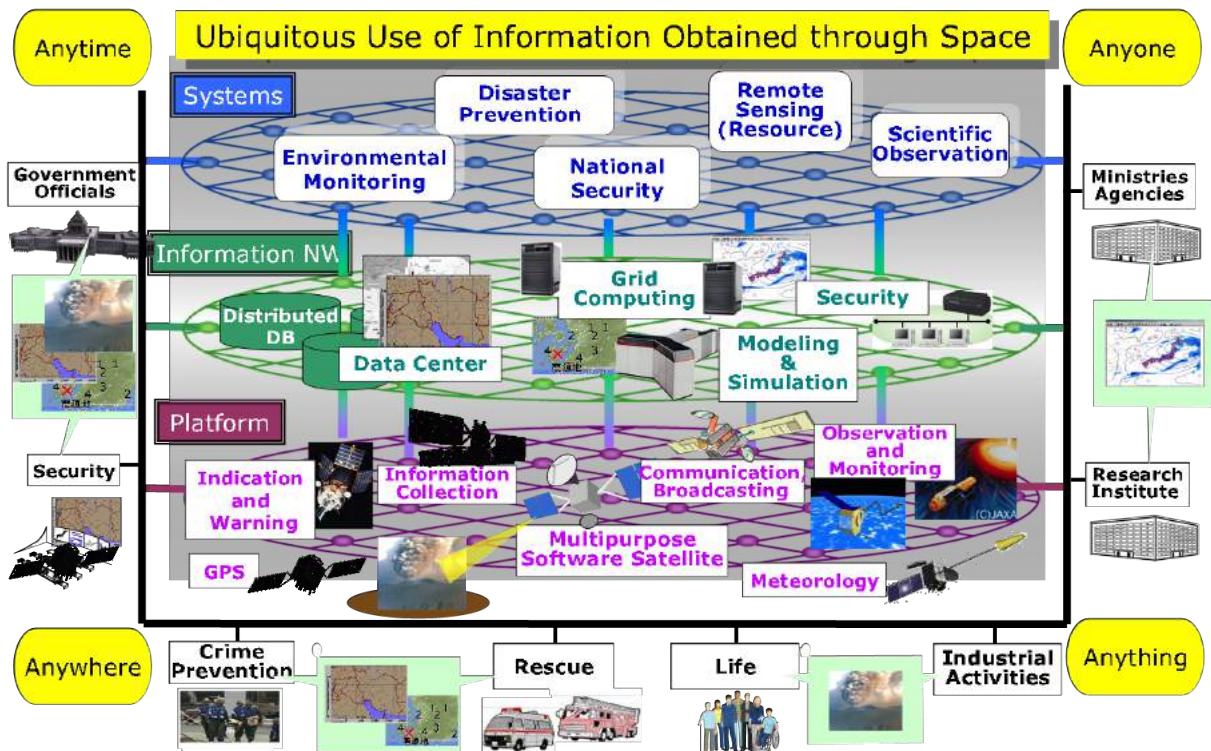 Anytime
Ubiquitous Use of Information Obtained through Space
Anyone
Systems
Disaster
Prevention
Remote
Sensing
(Resource)
Scientific
Observation
Environmental
Monitoring
National
Security
Government
Officials
Ministries
Agencies
Information NW
Grid
Computing
Security
Distributed
DB
Data Center
Modeling
&
Simulation
Platform
Security
Indication
and
Warning
Information
Collection
Communication/
Broadcasting
Observation
and
Monitoring
(C)JAXA
Research
Institute
Multipurpose
Software Satellite
GPS
Meteorology
Anywhere
Crime
Prevention
Rescue
Life
Industrial
Activities
Anything